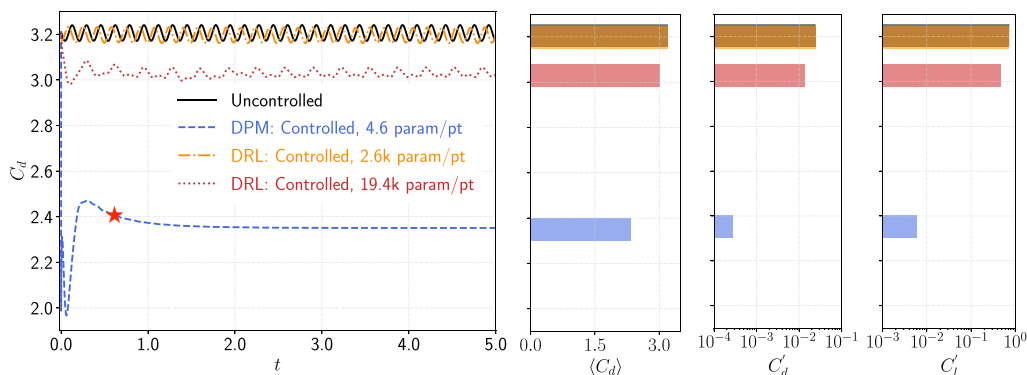 3.2
3.0
2.8
2.6
2.4
2.2
2.0
C_d
Uncontrolled
DPM: Controlled, 4.6 param/pt
DRL: Controlled, 2.6k param/pt
DRL: Controlled, 19.4k param/pt
0.0 1.0 2.0 3.0 4.0 5.0
t
0.0 1.5 3.0
⟨C_d⟩
10^{-4} 10^{-3} 10^{-2} 10^{-1}
C_d'
10^{-3} 10^{-2} 10^{-1} 10^0
C_l'